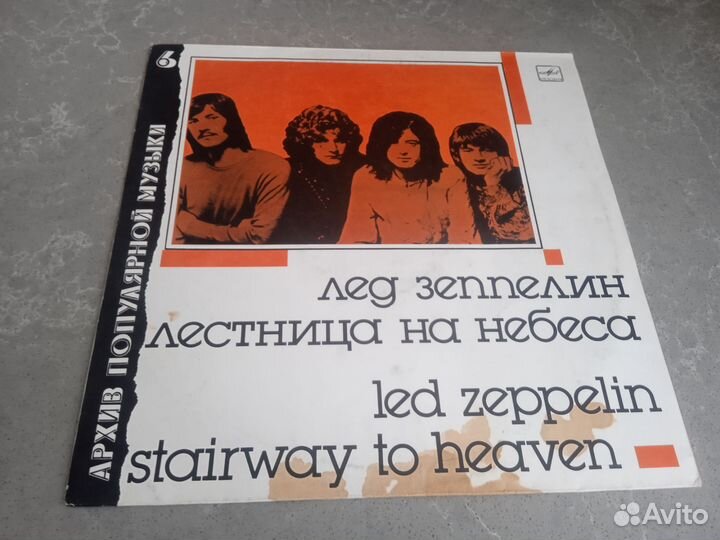 6
АРХИВ ПОПУЛЯРНОЙ МУЗЫКИ
лед зеппелин
лестница на небеса
led zeppelin
stairway to heaven
Avito